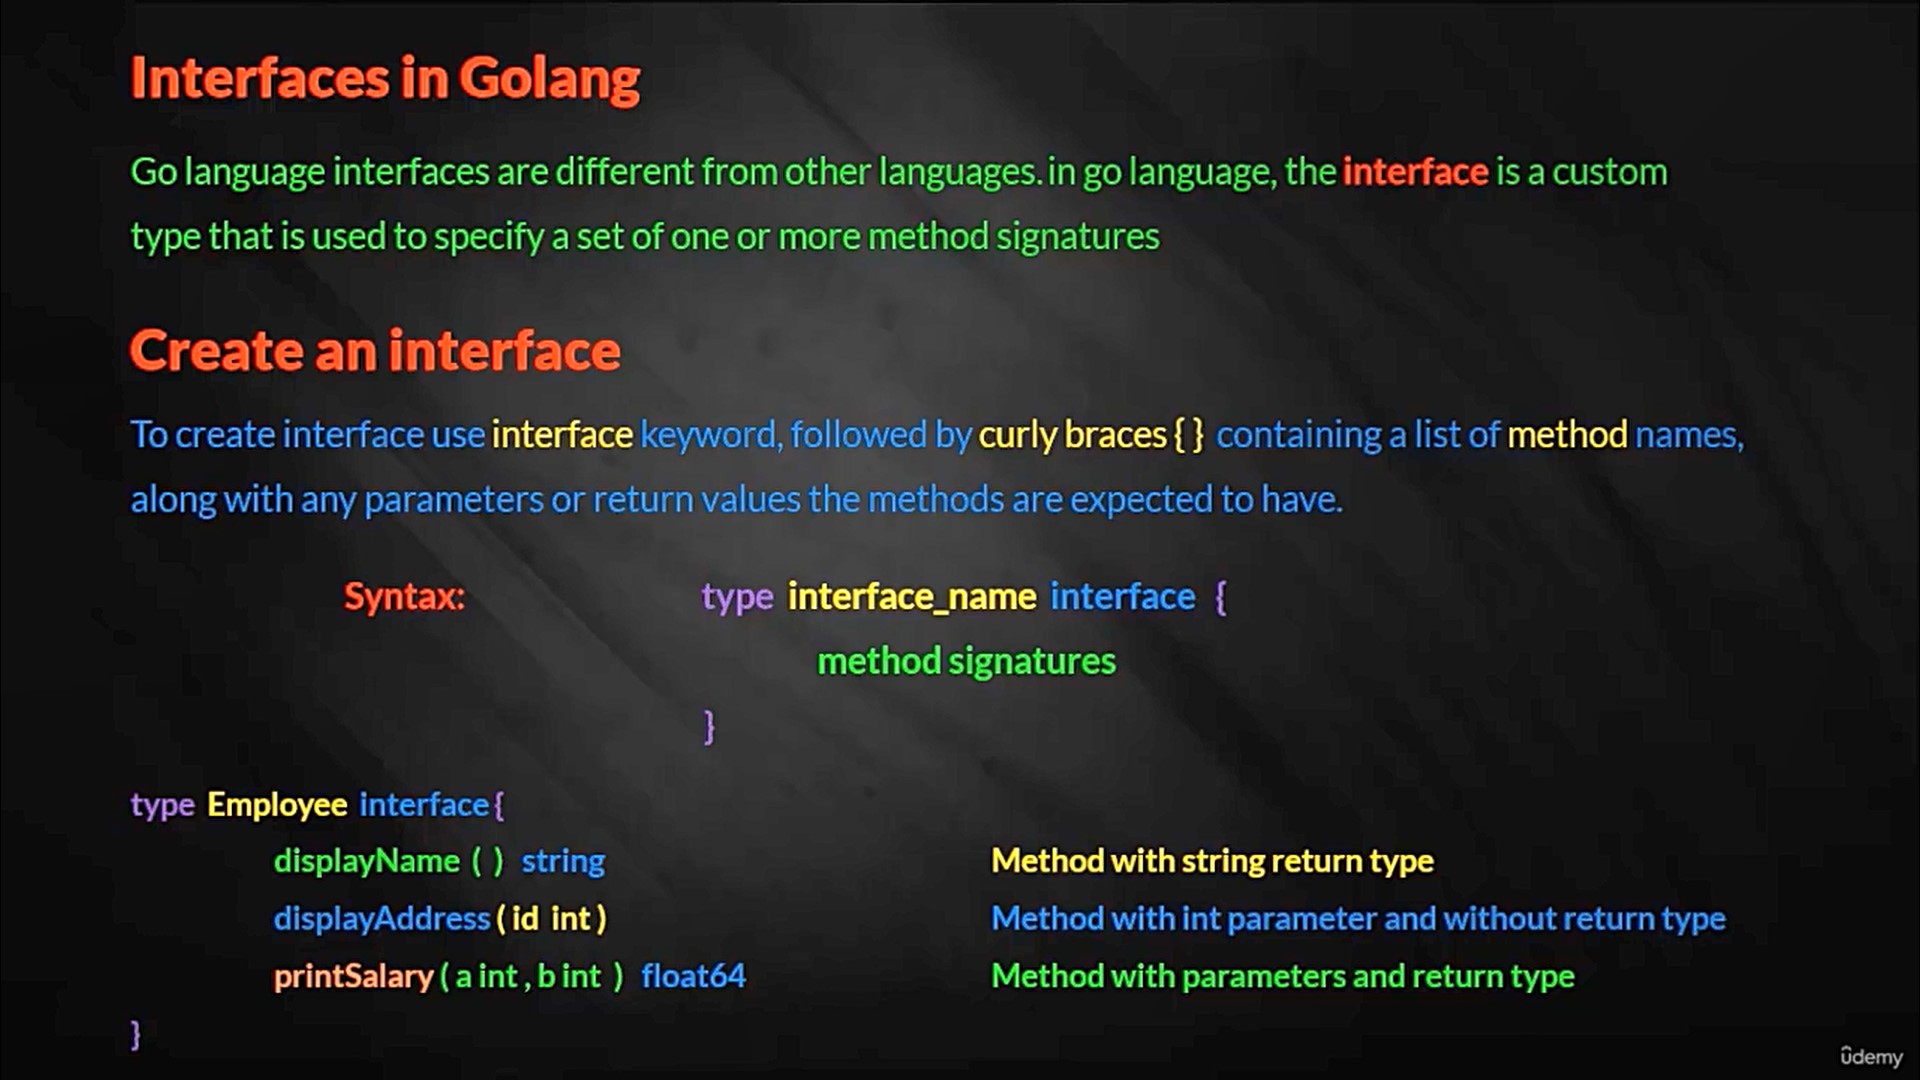 Interfaces in Golang
Go language interfaces are different from other languages. in go language, the interface is a custom
type that is used to specify a set of one or more method signatures
Create an interface
To create interface use interface keyword, followed by curly braces { } containing a list of method names,
along with any parameters or return values the methods are expected to have.
Syntax: type interface_name interface {
method signatures
}
type Employee interface{
displayName ( ) string Method with string return type
displayAddress ( id int ) Method with int parameter and without return type
printSalary ( a int , b int ) float64 Method with parameters and return type
}
ûdemy